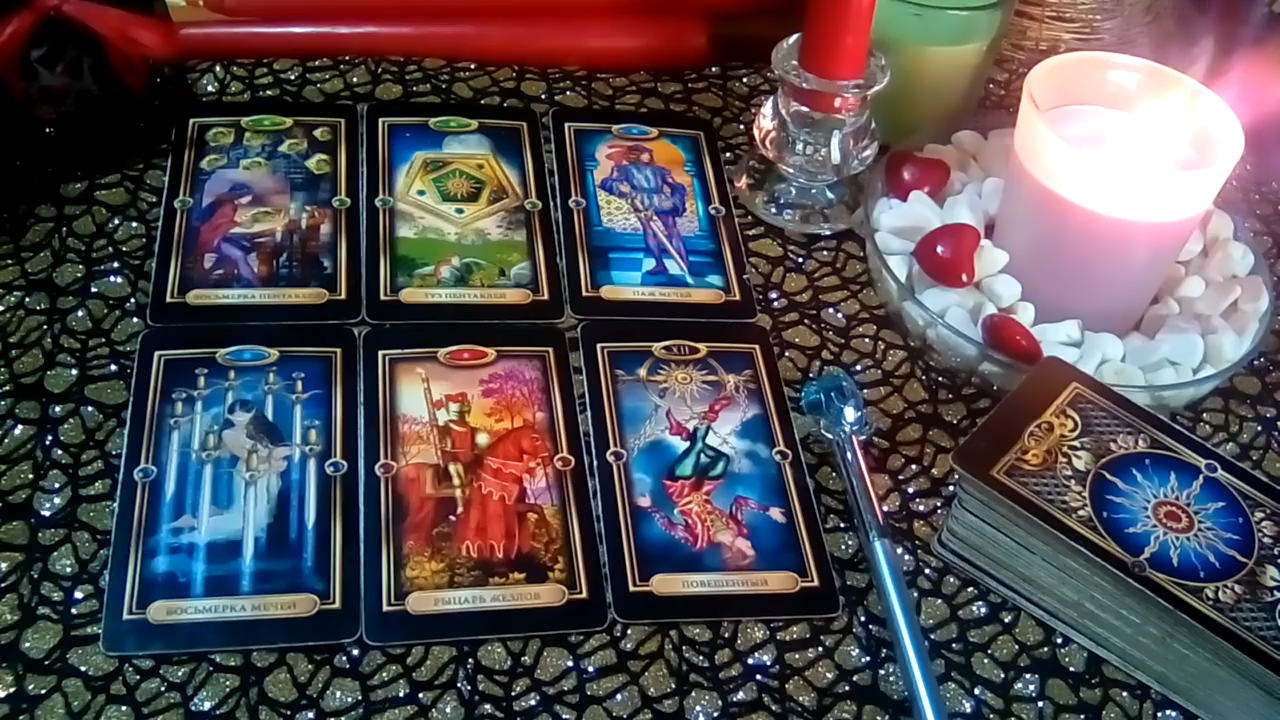 ВОСЬМЕРКА ПЕНТАКЛЕЙ
ТУЗ ПЕНТАКЛЕЙ
ПАЖ МЕЧЕЙ
XII
ВОСЬМЕРКА МЕЧЕЙ
РЫЦАРЬ ЖЕЗЛОВ
ПОВЕШЕННЫЙ